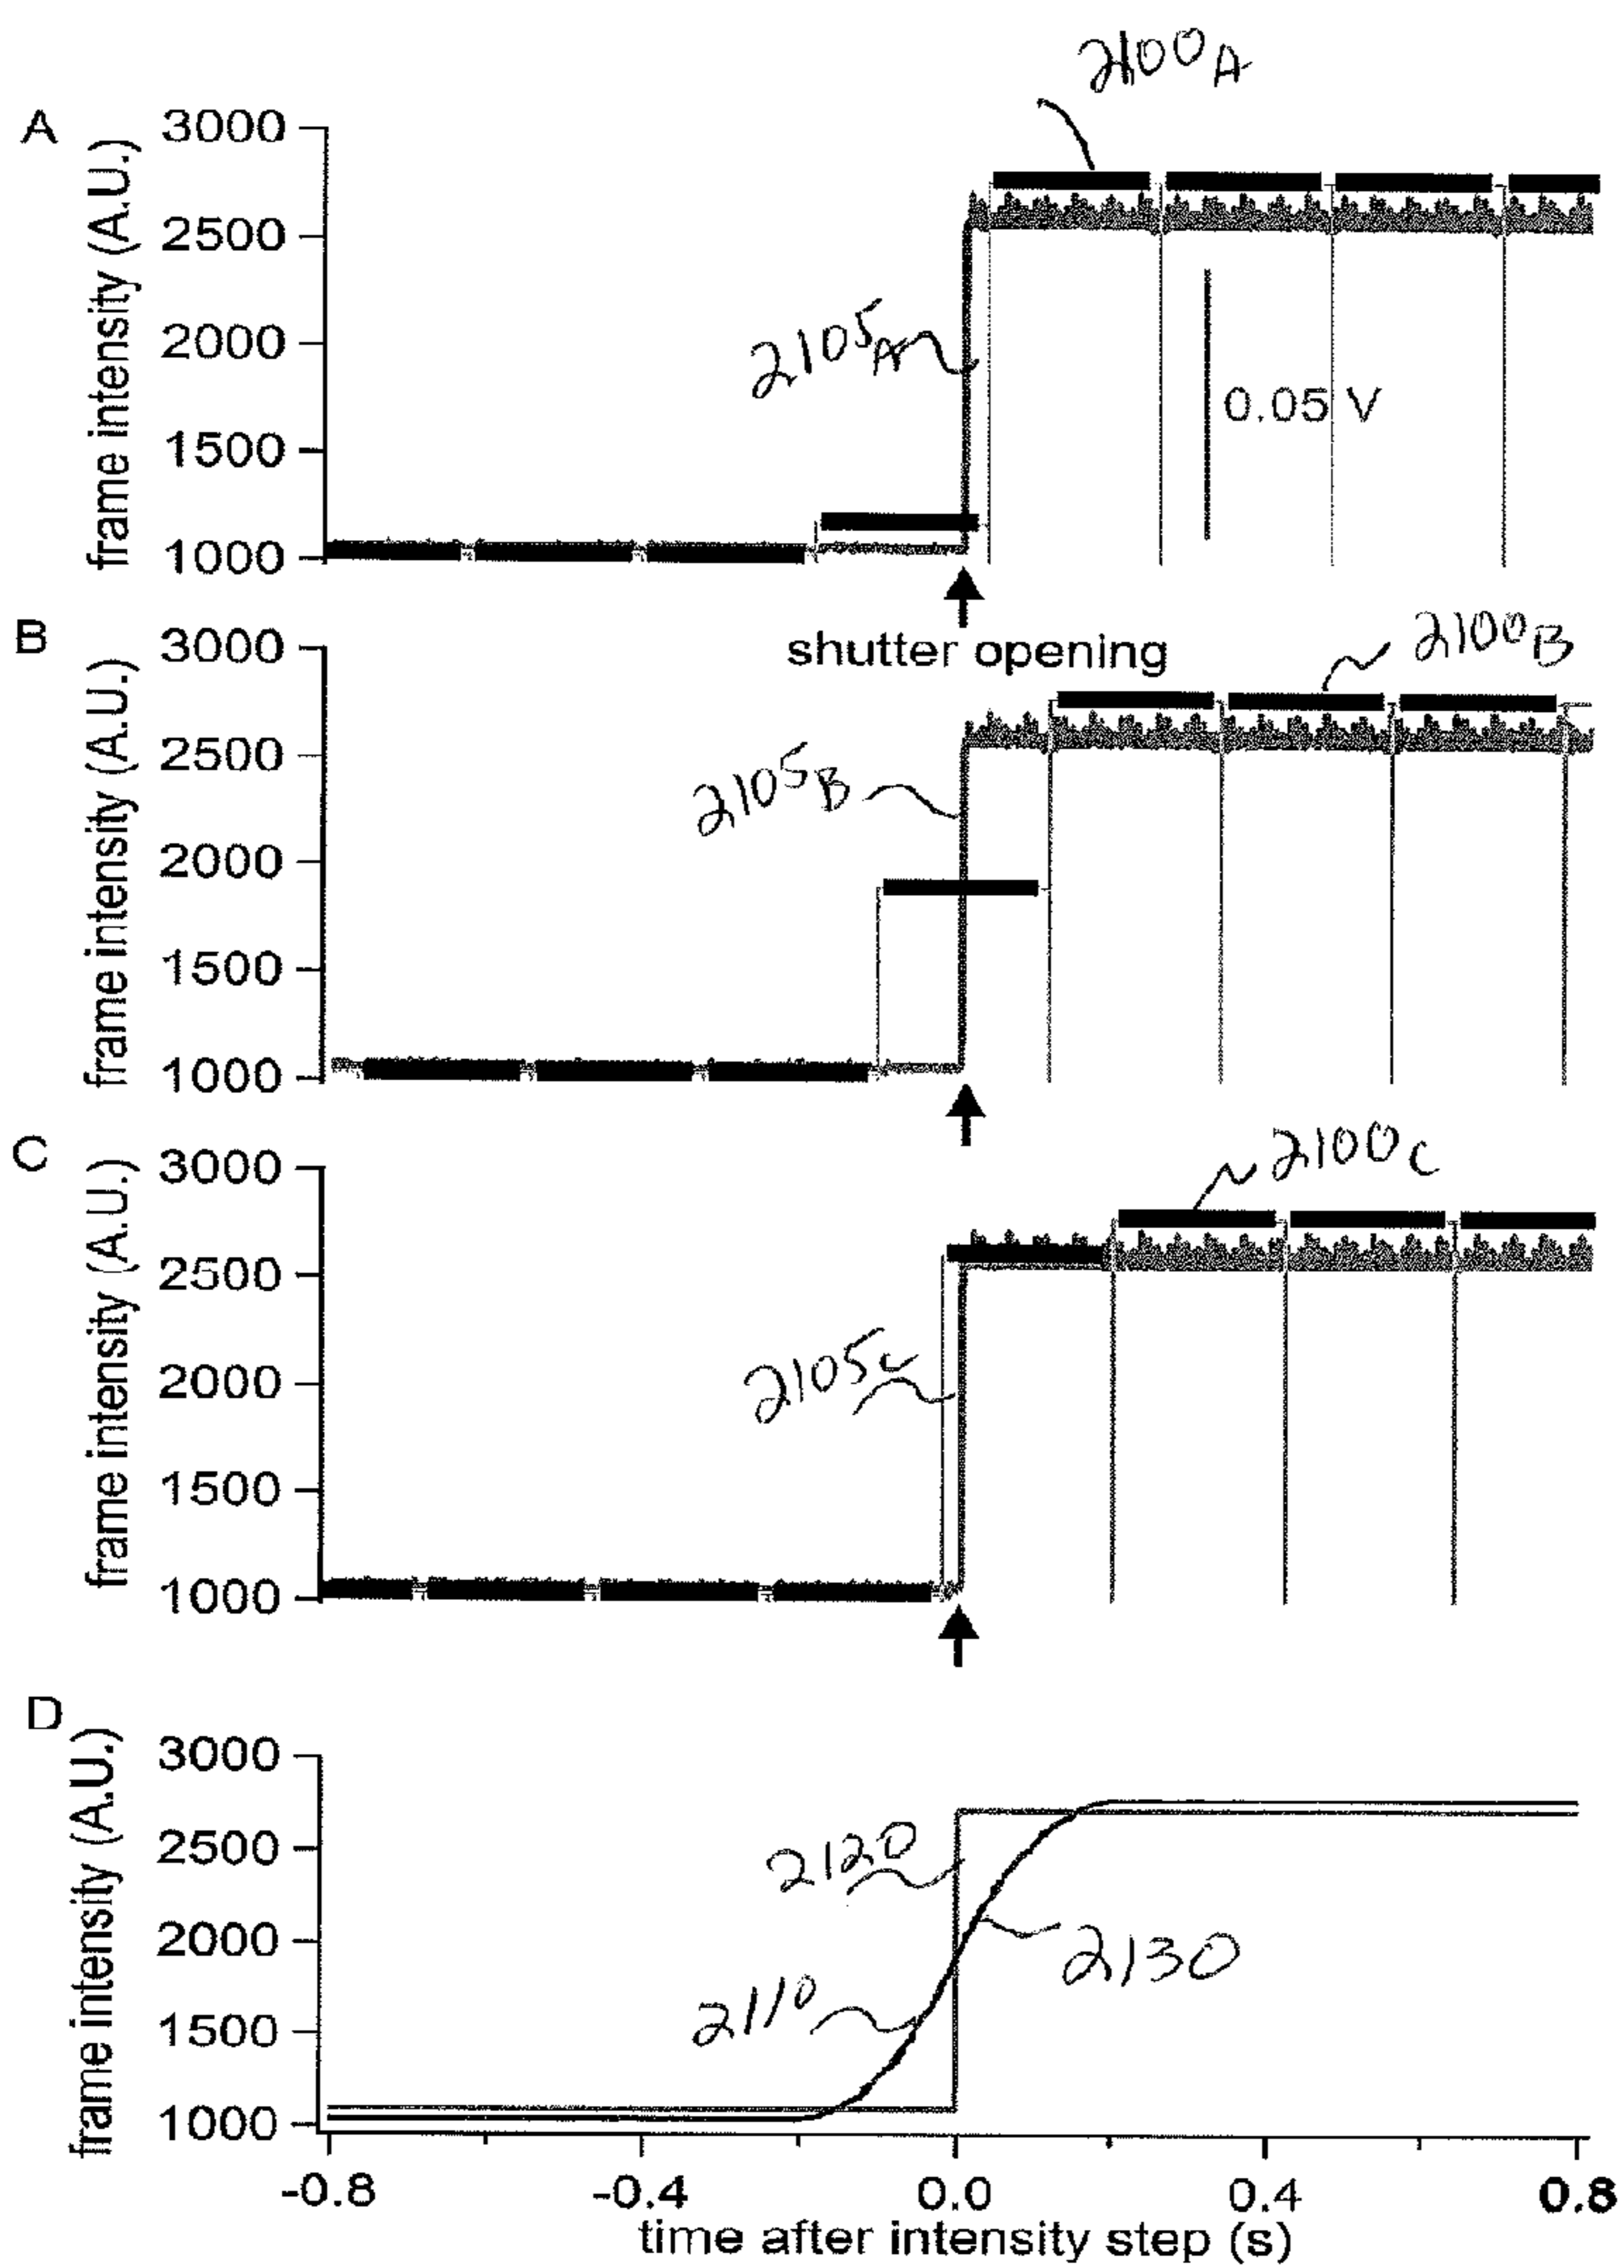 2100A
A
3000
2500
2000
1500
1000
frame intensity (A.U.)
2105A
0.05 V
shutter opening
B
3000
2500
2000
1500
1000
frame intensity (A.U.)
2100B
2105B
C
3000
2500
2000
1500
1000
frame intensity (A.U.)
2100C
2105C
D
3000
2500
2000
1500
1000
frame intensity (A.U.)
2120
2130
2110
-0.8 -0.4 0.0 0.4 0.8
time after intensity step (s)